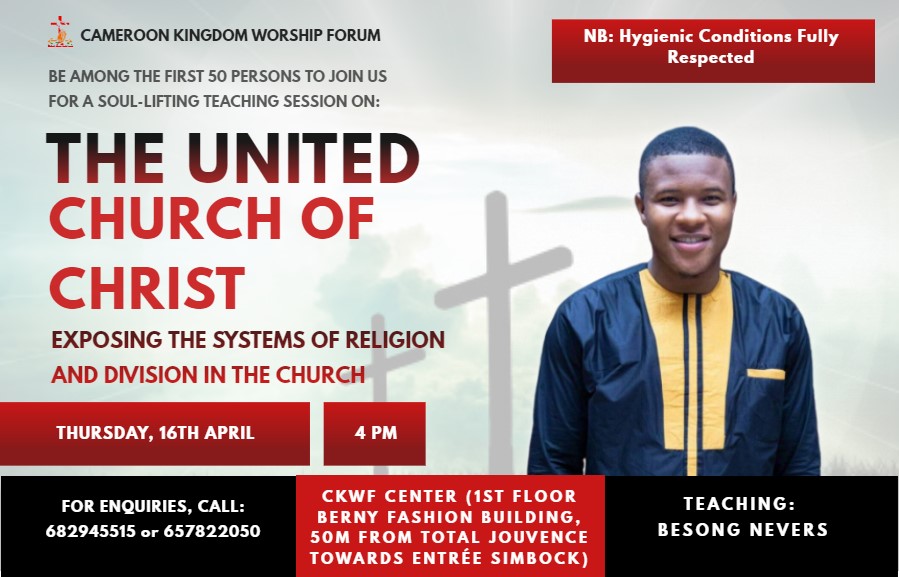 CAMEROON KINGDOM WORSHIP FORUM
NB: Hygienic Conditions Fully
Respected
BE AMONG THE FIRST 50 PERSONS TO JOIN US
FOR A SOUL-LIFTING TEACHING SESSION ON:
THE UNITED
CHURCH OF
CHRIST
EXPOSING THE SYSTEMS OF RELIGION
AND DIVISION IN THE CHURCH
THURSDAY, 16TH APRIL
4 PM
FOR ENQUIRIES, CALL:
682945515 or 657822050
CKWF CENTER (1ST FLOOR
BERNY FASHION BUILDING,
50M FROM TOTAL JOUVENCE
TOWARDS ENTRÉE SIMBOCK)
TEACHING:
BESONG NEVERS